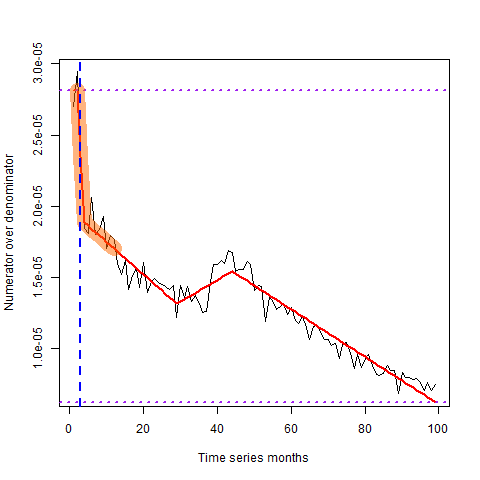 Numerator over denominator
3.0e-05
2.5e-05
2.0e-05
1.5e-05
1.0e-05
0 20 40 60 80 100
Time series months